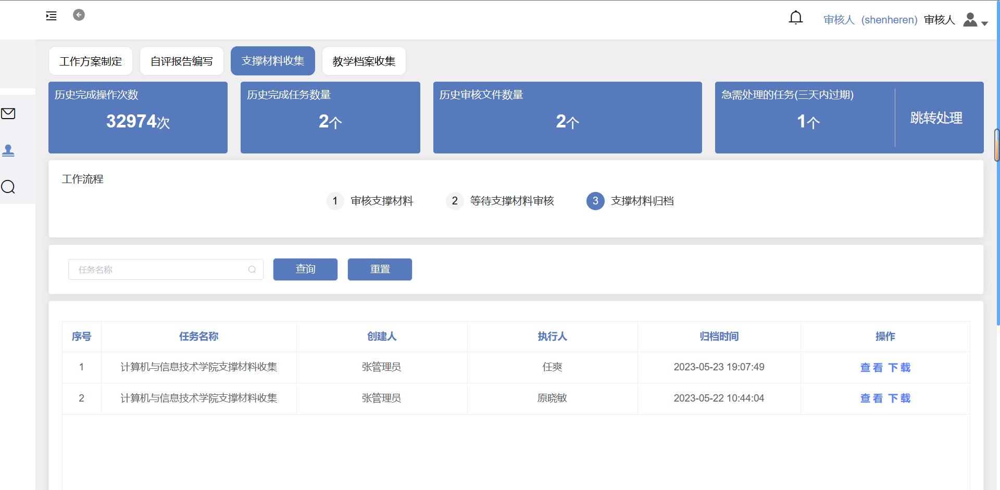 审核人 (shenheren) 审核人
工作方案制定 自评报告编写 支撑材料收集 教学档案收集
历史完成操作次数 历史完成任务数量 历史审核文件数量 急需处理的任务(三天内过期)
32974次 2个 2个 1个 跳转处理
工作流程
1 审核支撑材料 2 等待支撑材料审核 3 支撑材料归档
任务名称 查询 重置
序号 任务名称 创建人 执行人 归档时间 操作
1 计算机与信息技术学院支撑材料收集 张管理员 任爽 2023-05-23 19:07:49 查看 下载
2 计算机与信息技术学院支撑材料收集 张管理员 原晓敏 2023-05-22 10:44:04 查看 下载